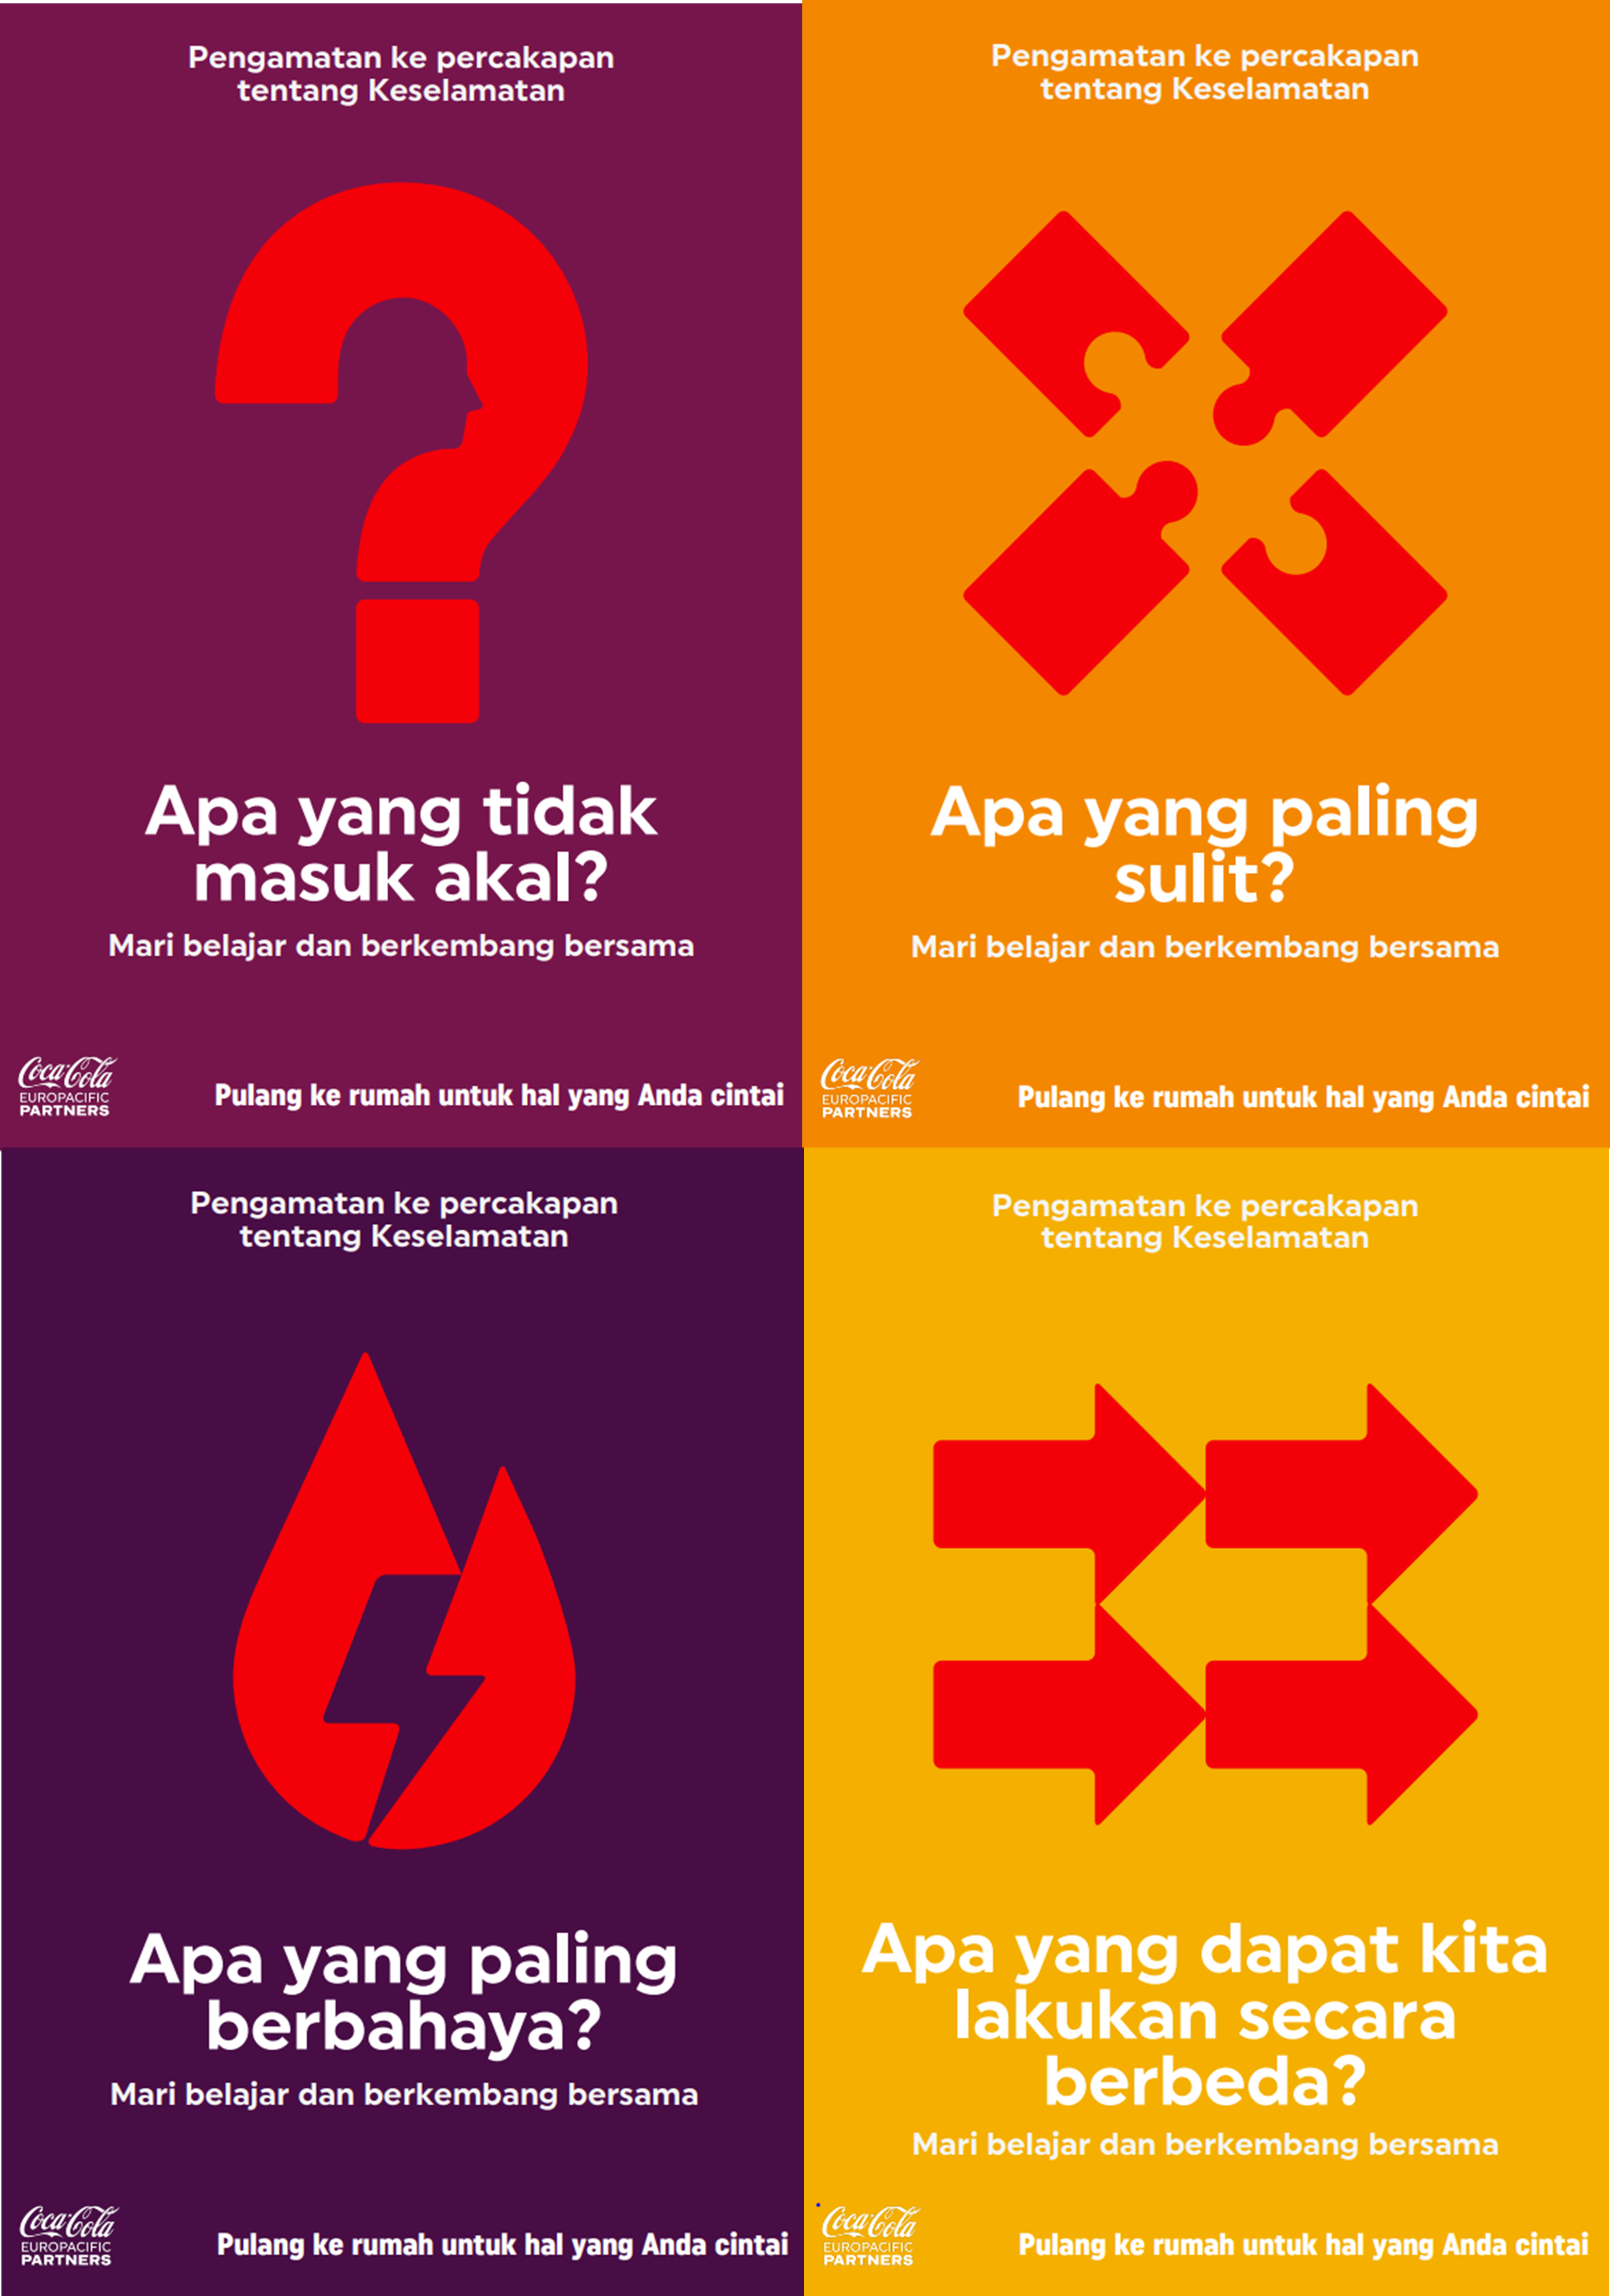 Pengamatan ke percakapan
tentang Keselamatan
Apa yang tidak
masuk akal?
Mari belajar dan berkembang bersama
Coca-Cola
EUROPACIFIC
PARTNERS
Pulang ke rumah untuk hal yang Anda cintai
Pengamatan ke percakapan
tentang Keselamatan
Apa yang paling
sulit?
Mari belajar dan berkembang bersama
Coca-Cola
EUROPACIFIC
PARTNERS
Pulang ke rumah untuk hal yang Anda cintai
Pengamatan ke percakapan
tentang Keselamatan
Apa yang paling
berbahaya?
Mari belajar dan berkembang bersama
Coca-Cola
EUROPACIFIC
PARTNERS
Pulang ke rumah untuk hal yang Anda cintai
Pengamatan ke percakapan
tentang Keselamatan
Apa yang dapat kita
lakukan secara
berbeda?
Mari belajar dan berkembang bersama
Coca-Cola
EUROPACIFIC
PARTNERS
Pulang ke rumah untuk hal yang Anda cintai